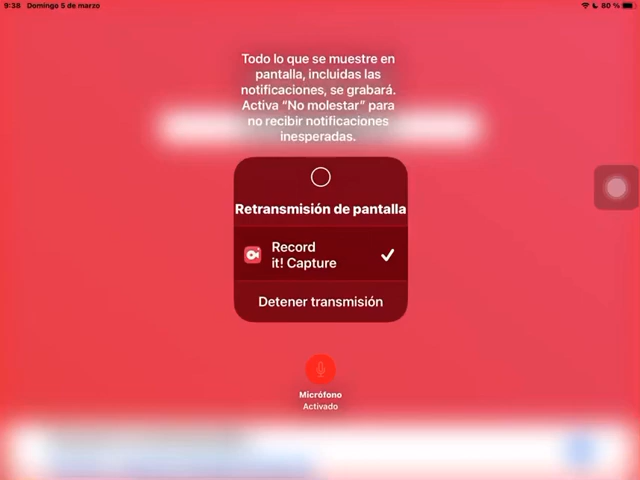 9:38 Domingo 5 de marzo 80 %
Todo lo que se muestre en
pantalla, incluidas las
notificaciones, se grabará.
Activa “No molestar” para
no recibir notificaciones
inesperadas.
Retransmisión de pantalla
Record
it! Capture
Detener transmisión
Micrófono
Activado